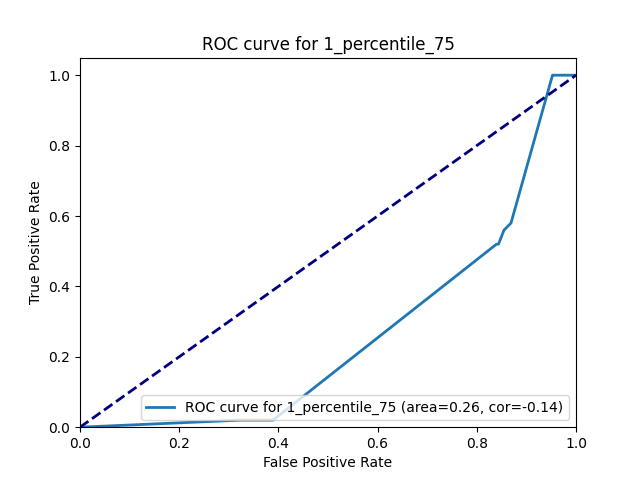 ROC curve for 1_percentile_75
1.0
0.8
0.6
0.4
0.2
0.0
True Positive Rate
ROC curve for 1_percentile_75 (area=0.26, cor=-0.14)
0.0 0.2 0.4 0.6 0.8 1.0
False Positive Rate